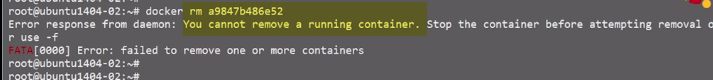 root@ubuntu1404-02:~# docker rm a9847b486e52
Error response from daemon: You cannot remove a running container. Stop the container before attempting removal o
r use -f
FATA[0000] Error: failed to remove one or more containers
root@ubuntu1404-02:~#
root@ubuntu1404-02:~#